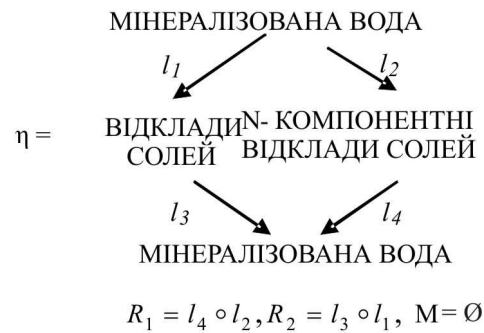 МІНЕРАЛІЗОВАНА ВОДА
l₁ l₂
η = ВІДКЛАДИ СОЛЕЙ
N- КОМПОНЕНТНІ ВІДКЛАДИ СОЛЕЙ
l₃ l₄
МІНЕРАЛІЗОВАНА ВОДА
R₁ = l₄ ∘ l₂, R₂ = l₃ ∘ l₁, М= Ø